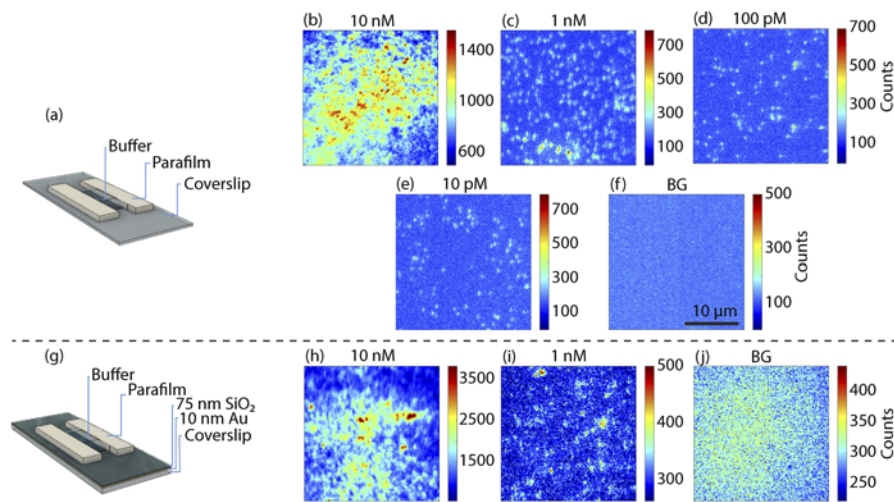 (a)
Buffer
Parafilm
Coverslip
(b) 10 nM
1400
1000
600
(c) 1 nM
700
500
300
100
(d) 100 pM
700
500
300
100
Counts
(e) 10 pM
700
500
300
100
(f) BG
10 µm
500
400
300
200
100
Counts
(g)
Buffer
Parafilm
75 nm SiO₂
10 nm Au
Coverslip
(h) 10 nM
3500
2500
1500
(i) 1 nM
500
400
300
(j) BG
400
350
300
250
Counts